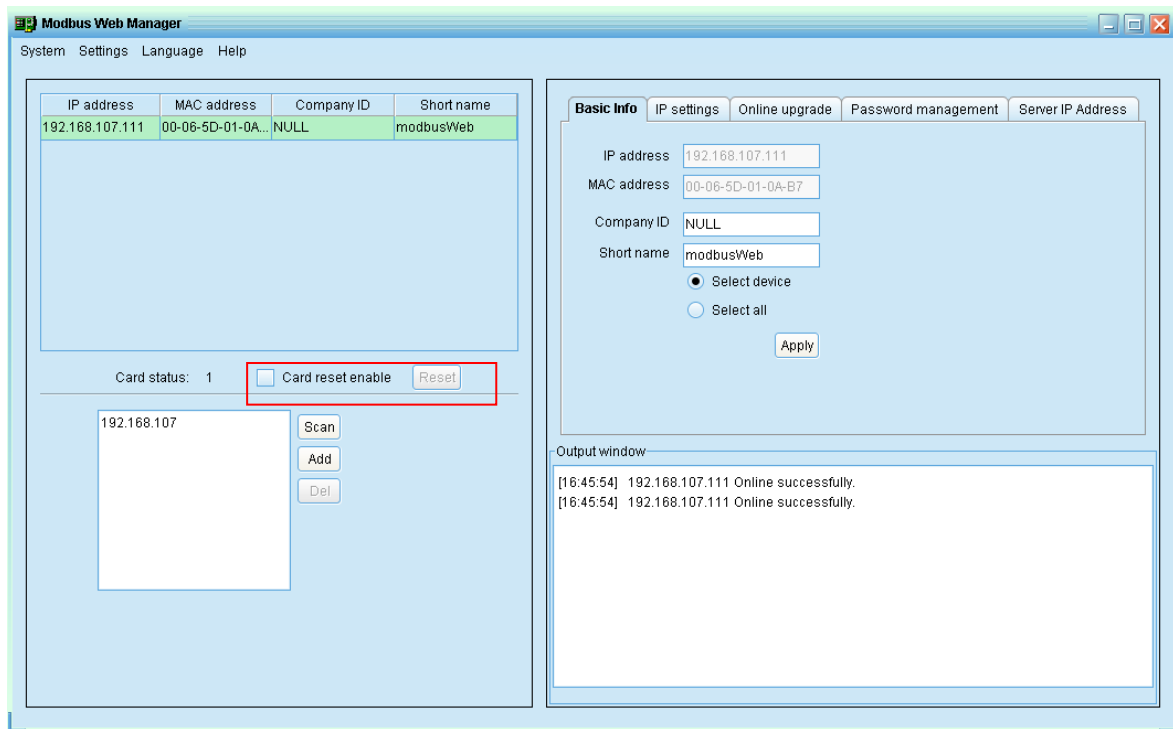 Modbus Web Manager
System Settings Language Help
IP address MAC address Company ID Short name
192.168.107.111 00-06-5D-01-0A... NULL modbusWeb
Card status: 1 Card reset enable Reset
192.168.107
Scan
Add
Del
Basic Info IP settings Online upgrade Password management Server IP Address
IP address 192.168.107.111
MAC address 00-06-5D-01-0A-B7
Company ID NULL
Short name modbusWeb
Select device
Select all
Apply
Output window
[16:45:54] 192.168.107.111 Online successfully.
[16:45:54] 192.168.107.111 Online successfully.